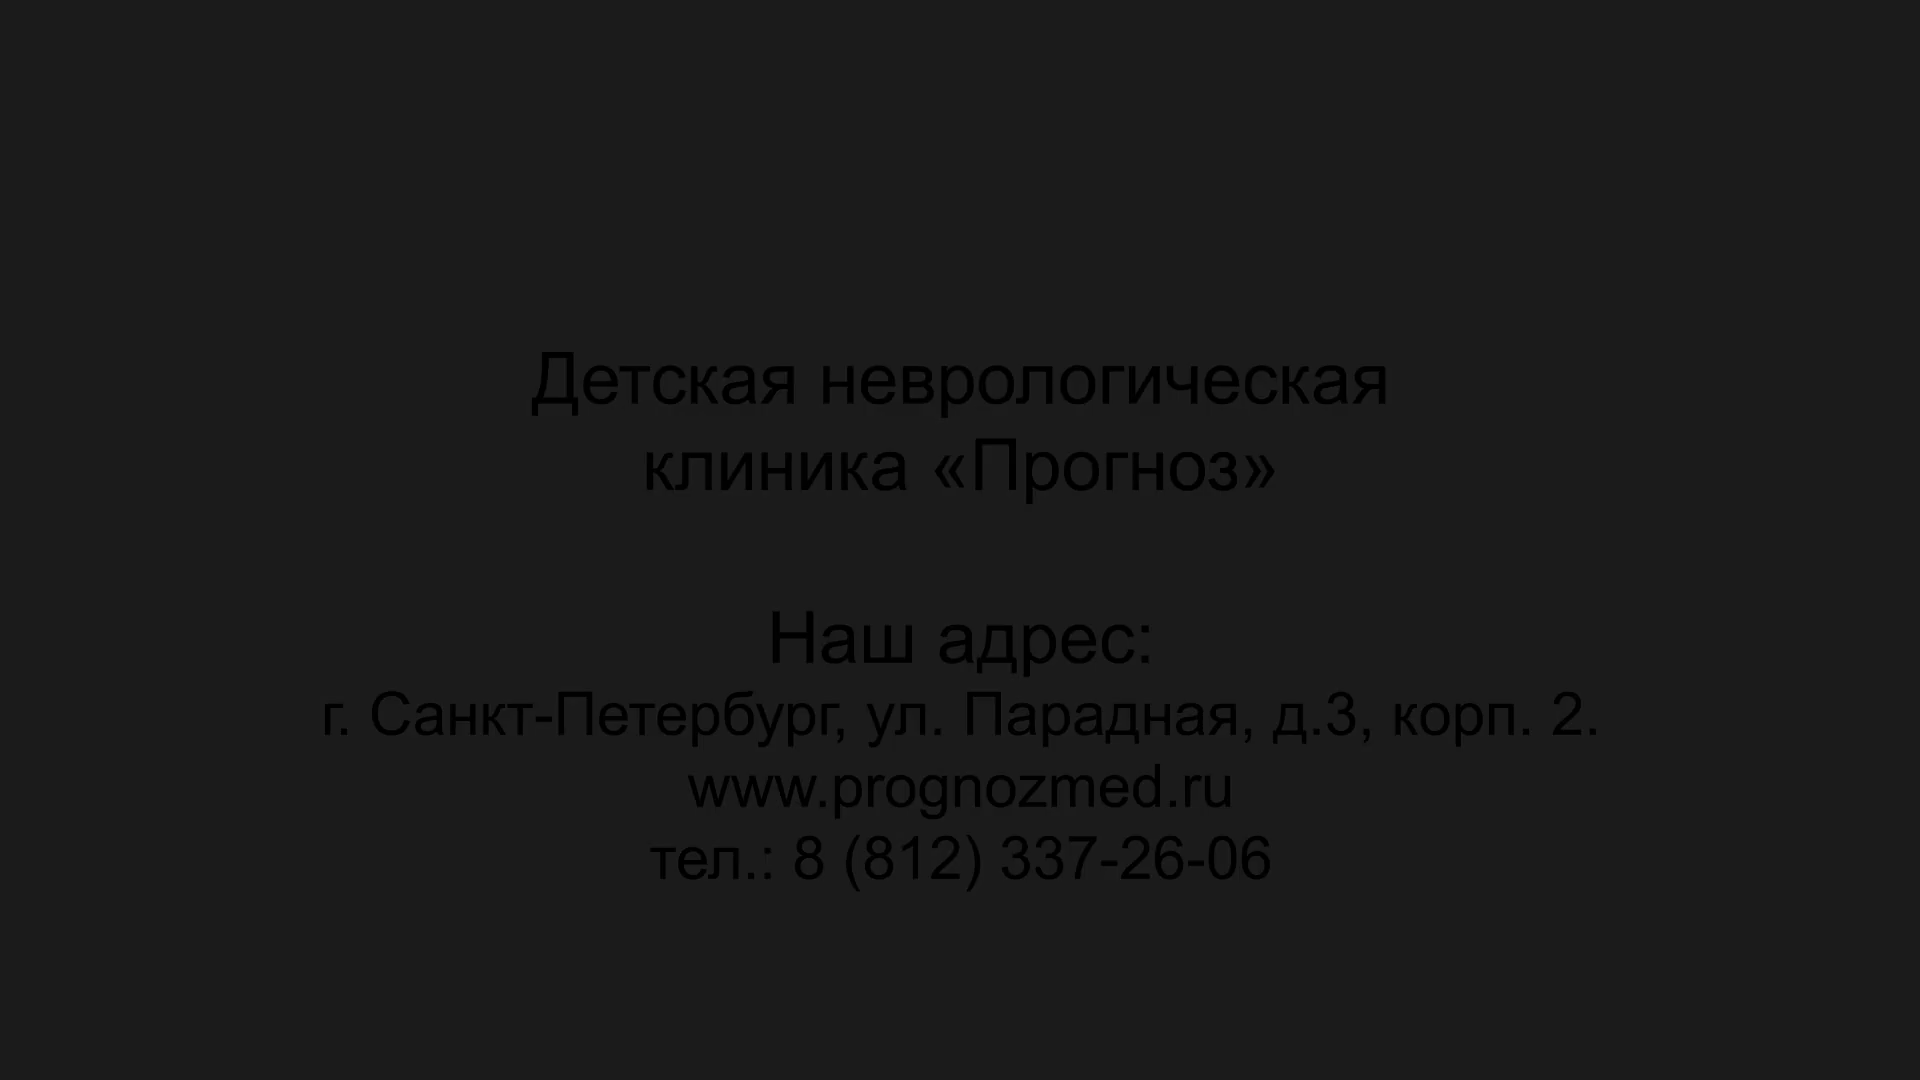 Детская неврологическая
клиника «Прогноз»
Наш адрес:
г. Санкт-Петербург, ул. Парадная, д.3, корп. 2.
www.prognozmed.ru
тел.: 8 (812) 337-26-06